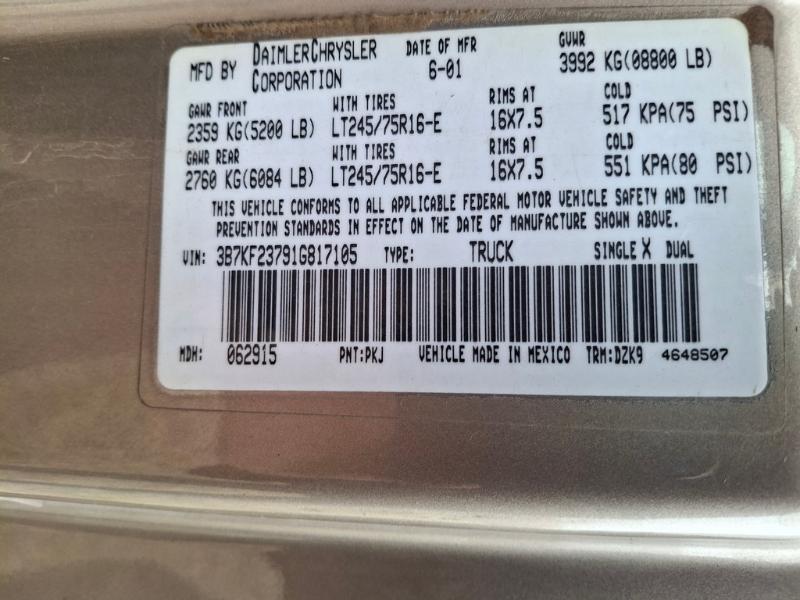 MFD BY DAIMLERCHRYSLER CORPORATION DATE OF MFR 6-01 GVWR 3992 KG(08800 LB)
GAWR FRONT WITH TIRES RIMS AT COLD
2359 KG(5200 LB) LT245/75R16-E 16X7.5 517 KPA(75 PSI)
GAWR REAR WITH TIRES RIMS AT COLD
2760 KG(6084 LB) LT245/75R16-E 16X7.5 551 KPA(80 PSI)
THIS VEHICLE CONFORMS TO ALL APPLICABLE FEDERAL MOTOR VEHICLE SAFETY AND THEFT
PREVENTION STANDARDS IN EFFECT ON THE DATE OF MANUFACTURE SHOWN ABOVE.
VIN: 3B7KF23791G817105 TYPE: TRUCK SINGLE X DUAL
MDH: 062915 PNT:PKJ VEHICLE MADE IN MEXICO TRM:DZK9 4648507